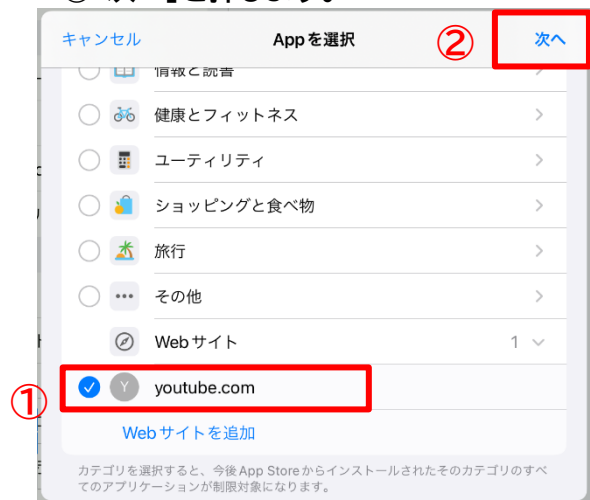 キャンセル Appを選択 ② 次へ
情報と読書
健康とフィットネス
ユーティリティ
ショッピングと食べ物
旅行
その他
Webサイト 1
① Y youtube.com
Webサイトを追加
カテゴリを選択すると、今後App Storeからインストールされたそのカテゴリのすべ
てのアプリケーションが制限対象になります。